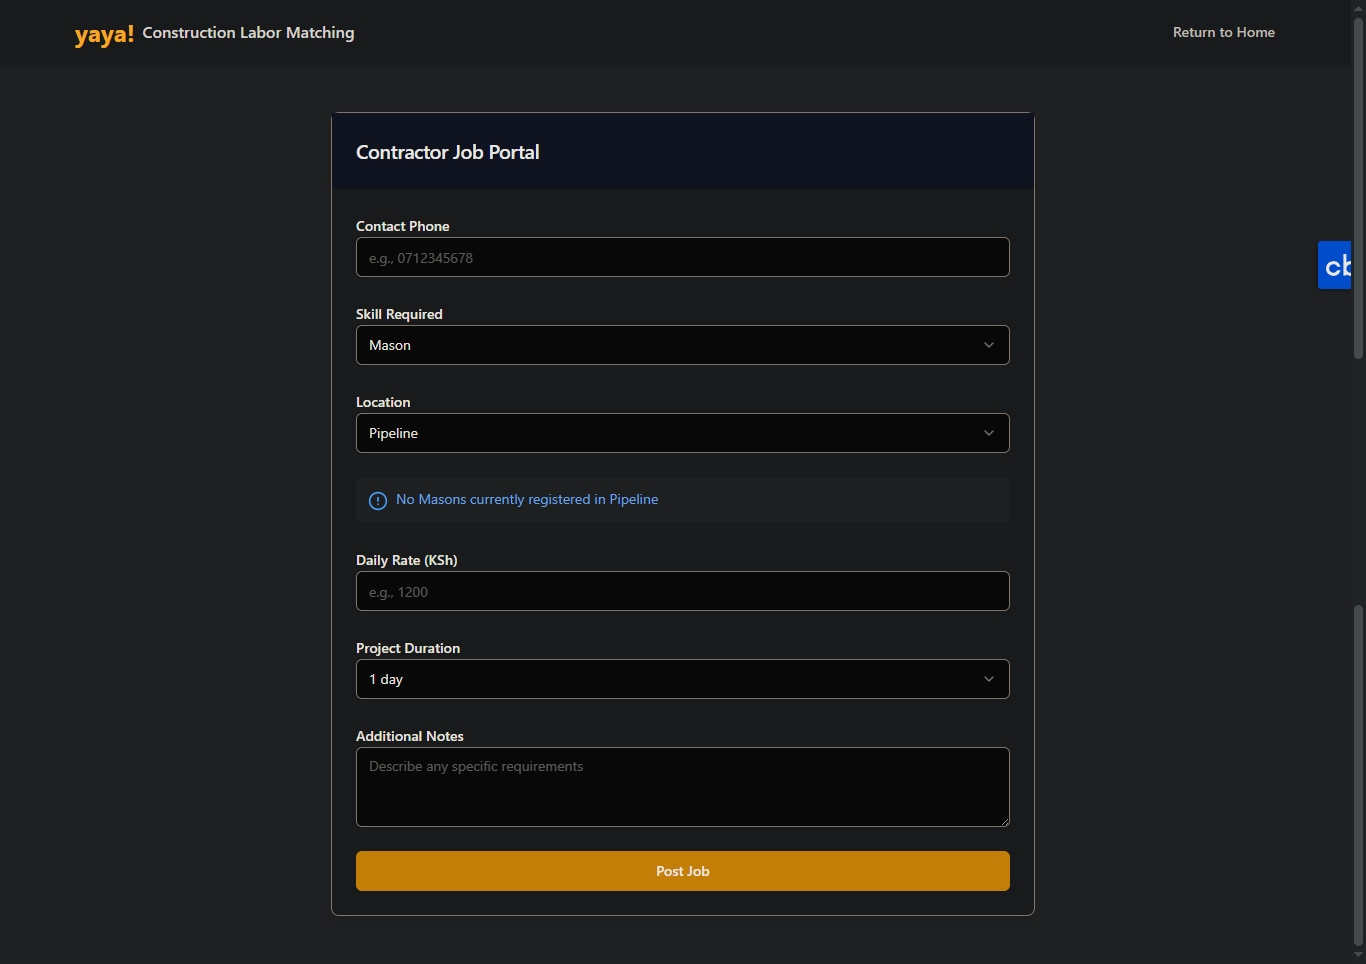 yaya! Construction Labor Matching
Return to Home
Contractor Job Portal
Contact Phone
e.g., 0712345678
cb
Skill Required
Mason
Location
Pipeline
No Masons currently registered in Pipeline
Daily Rate (KSh)
e.g., 1200
Project Duration
1 day
Additional Notes
Describe any specific requirements
Post Job